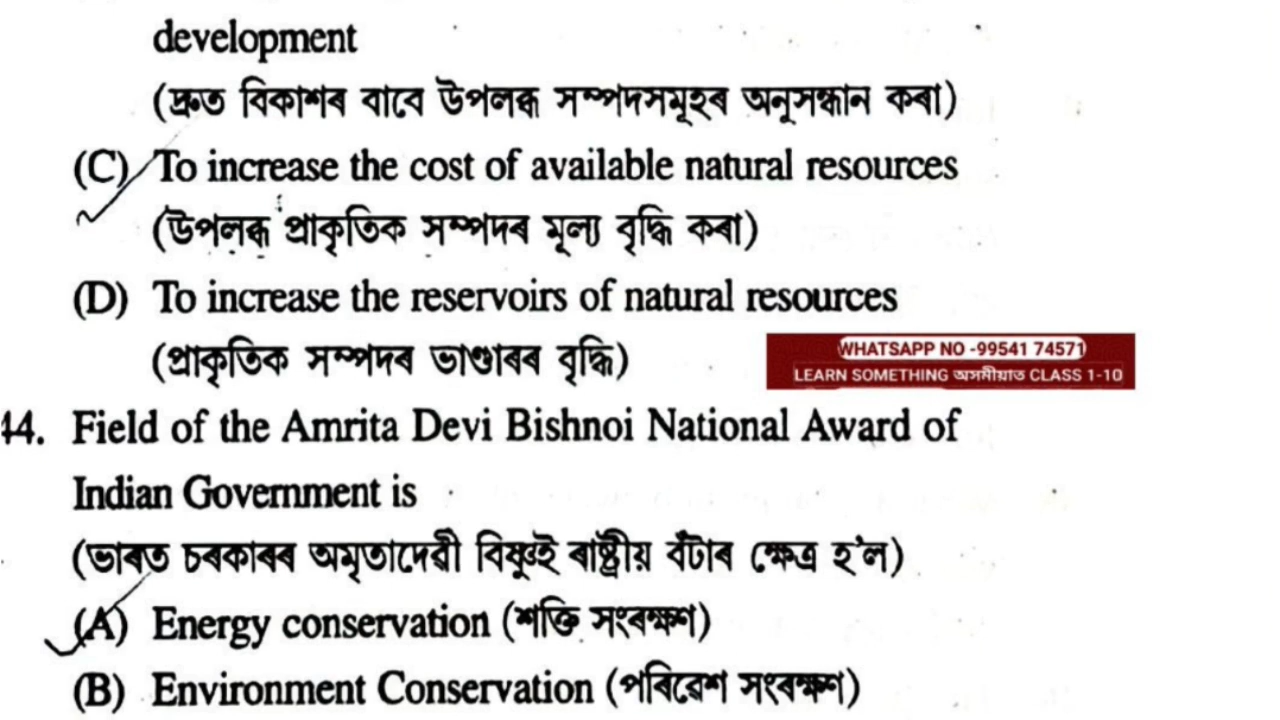 development
(দ্ৰুত বিকাশৰ বাবে উপলব্ধ সম্পদসমূহৰ অনুসন্ধান কৰা)
(C) To increase the cost of available natural resources
(উপলব্ধ প্ৰাকৃতিক সম্পদৰ মূল্য বৃদ্ধি কৰা)
(D) To increase the reservoirs of natural resources
(প্ৰাকৃতিক সম্পদৰ ভাণ্ডাৰৰ বৃদ্ধি)
WHATSAPP NO -99541 74571
LEARN SOMETHING অসমীয়াত CLASS 1-10
44. Field of the Amrita Devi Bishnoi National Award of
Indian Government is
(ভাৰত চৰকাৰৰ অমৃতাদেৱী বিষ্ণুই ৰাষ্ট্ৰীয় বঁটাৰ ক্ষেত্ৰ হ'ল)
(A) Energy conservation (শক্তি সংৰক্ষণ)
(B) Environment Conservation (পৰিৱেশ সংৰক্ষণ)